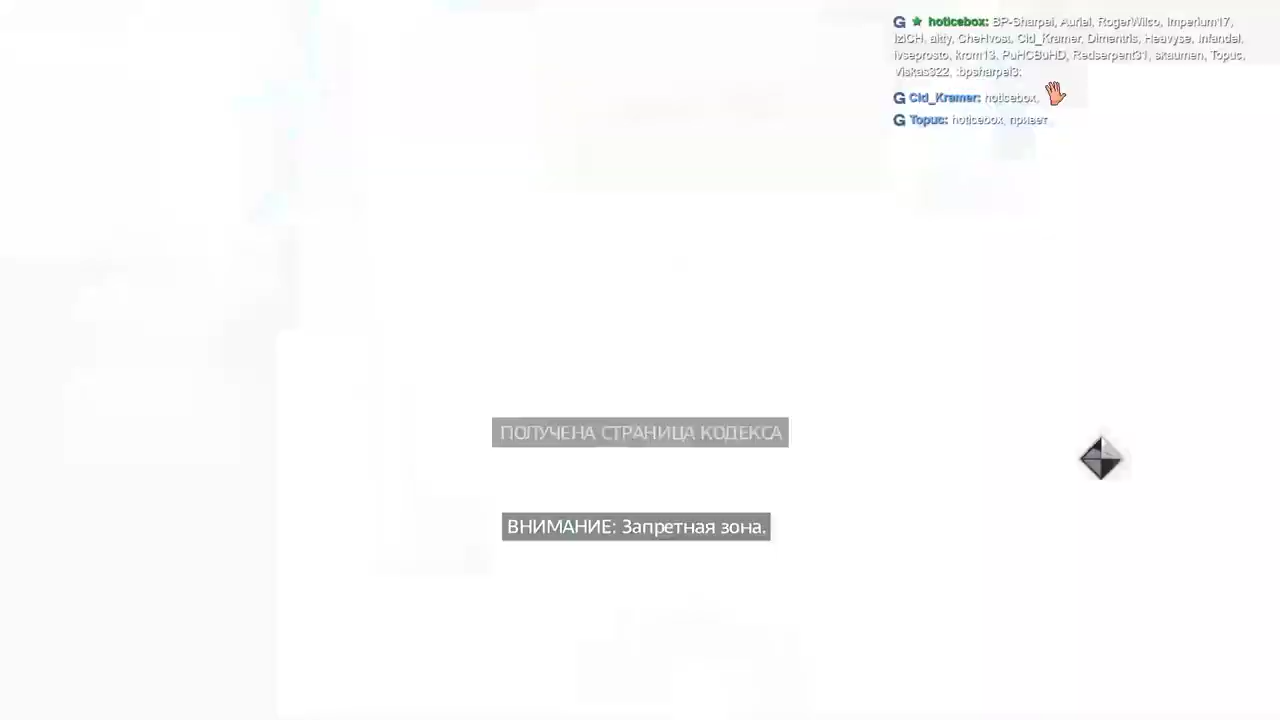 hoticebox: BP-Sharpei, Auriel, RogerWilco, Imperium17,
IziCH, akty, CheHvost, Cid_Kramer, Dimentris, Heavyse, Infandel,
ivseprosto, krom13, PuHCBuHD, Redserpent31, skaumen, Topuc,
Viskas322, :bpsharpei3:
Cid_Kramer: hoticebox,
Topuc: hoticebox, привет
ПОЛУЧЕНА СТРАНИЦА КОДЕКСА
ВНИМАНИЕ: Запретная зона.